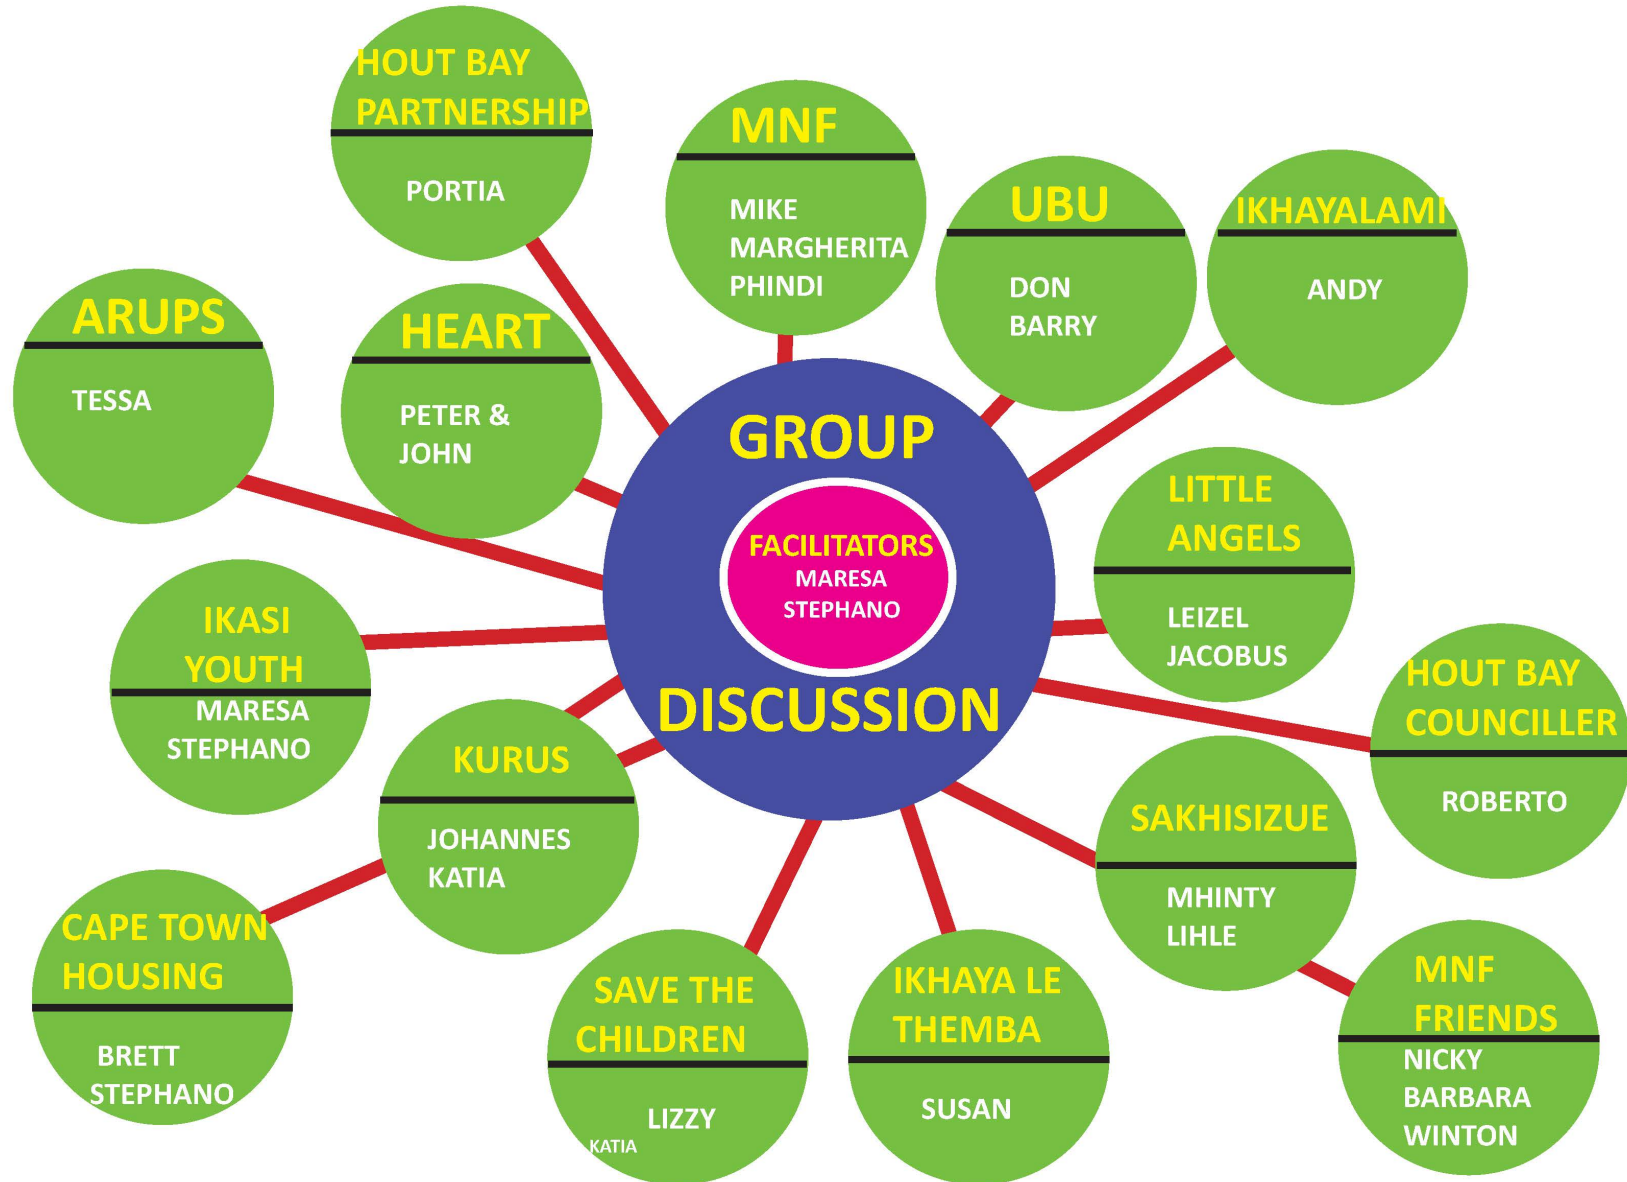 HOUT BAY
PARTNERSHIP
PORTIA
MNF
MIKE
MARGHERITA
PHINDI
UBU
DON
BARRY
IKHAYALAMI
ANDY
ARUPS
TESSA
HEART
PETER &
JOHN
GROUP
FACILITATORS
MARESA
STEPHANO
DISCUSSION
LITTLE
ANGELS
LEIZEL
JACOBUS
IKASI
YOUTH
MARESA
STEPHANO
HOUT BAY
COUNCILLER
ROBERTO
KURUS
JOHANNES
KATIA
SAKHISIZUE
MHINTY
LIHLE
CAPE TOWN
HOUSING
BRETT
STEPHANO
SAVE THE
CHILDREN
LIZZY
KATIA
IKHAYA LE
THEMBA
SUSAN
MNF
FRIENDS
NICKY
BARBARA
WINTON